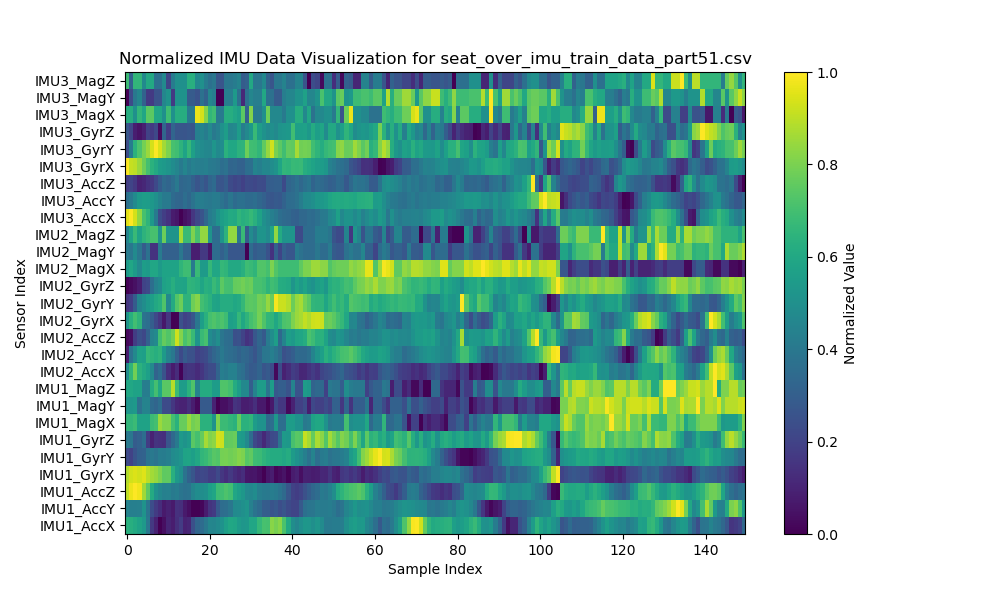 Normalized IMU Data Visualization for seat_over_imu_train_data_part51.csv
IMU3_MagZ
IMU3_MagY
IMU3_MagX
IMU3_GyrZ
IMU3_GyrY
IMU3_GyrX
IMU3_AccZ
IMU3_AccY
IMU3_AccX
IMU2_MagZ
IMU2_MagY
IMU2_MagX
IMU2_GyrZ
IMU2_GyrY
IMU2_GyrX
IMU2_AccZ
IMU2_AccY
IMU2_AccX
IMU1_MagZ
IMU1_MagY
IMU1_MagX
IMU1_GyrZ
IMU1_GyrY
IMU1_GyrX
IMU1_AccZ
IMU1_AccY
IMU1_AccX
Sensor Index
0 20 40 60 80 100 120 140
Sample Index
1.0
0.8
0.6
0.4
0.2
0.0
Normalized Value